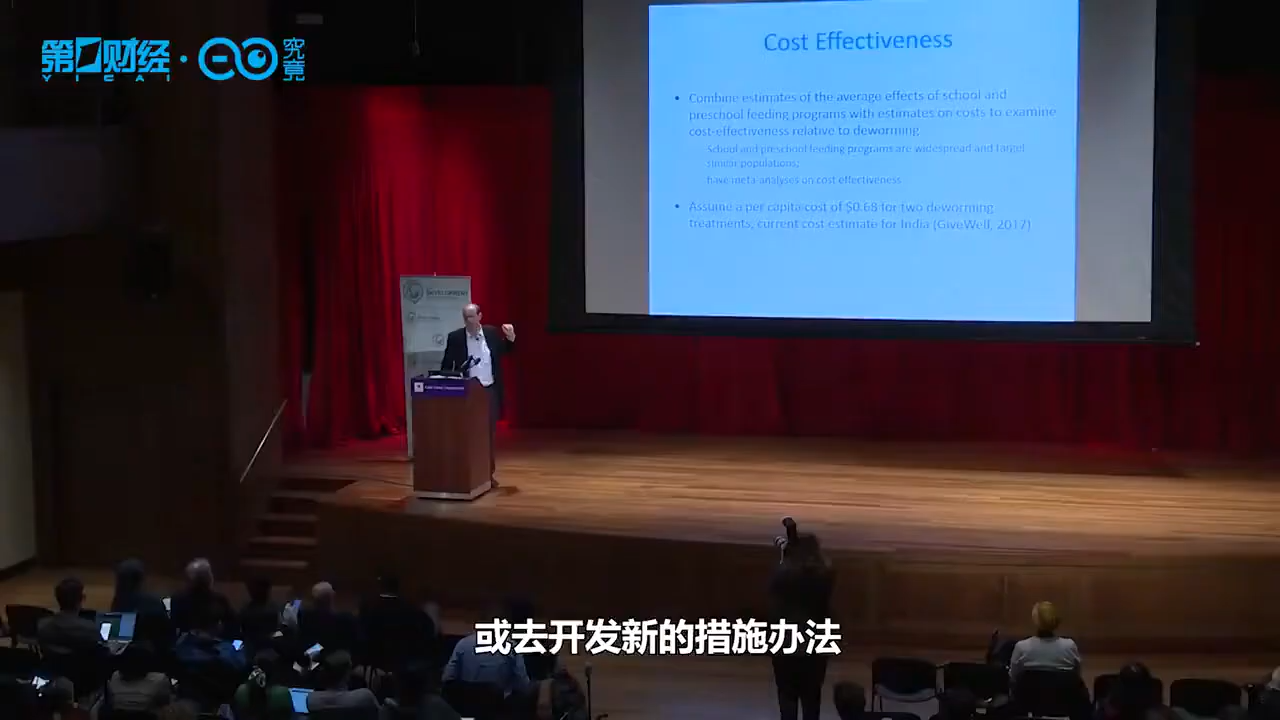 第一财经
YICAI
究竟
Cost Effectiveness
• Combine estimates of the average effects of school and
preschool feeding programs with estimates on costs to examine
cost-effectiveness relative to deworming
School and preschool feeding programs are widespread and target
similar populations;
have meta-analyses on cost effectiveness
• Assume a per capita cost of $0.68 for two deworming
treatments, current cost estimate for India (GiveWell, 2017)
DEVELOPMENT
或去开发新的措施办法